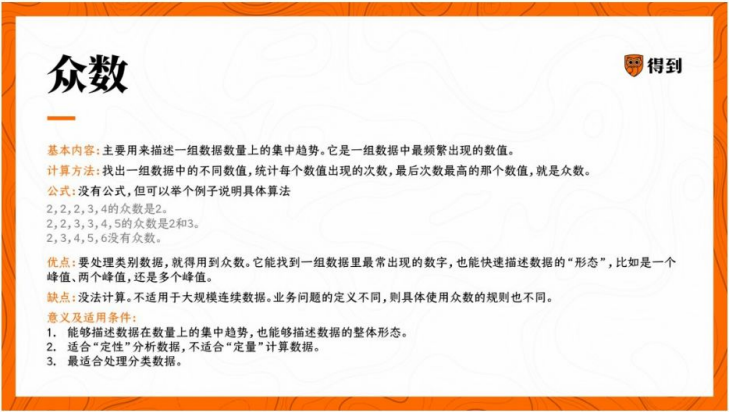 众数
得到
基本内容:主要用来描述一组数据数量上的集中趋势。它是一组数据中最频繁出现的数值。
计算方法:找出一组数据中的不同数值,统计每个数值出现的次数,最后次数最高的那个数值,就是众数。
公式:没有公式,但可以举个例子说明具体算法
2,2,2,3,4的众数是2。
2,2,3,3,4,5的众数是2和3。
2,3,4,5,6没有众数。
优点:要处理类别数据,就得用到众数。它能找到一组数据里最常出现的数字,也能快速描述数据的“形态”,比如是一个
峰值、两个峰值,还是多个峰值。
缺点:没法计算。不适用于大规模连续数据。业务问题的定义不同,则具体使用众数的规则也不同。
意义及适用条件:
1. 能够描述数据在数量上的集中趋势,也能够描述数据的整体形态。
2. 适合“定性”分析数据,不适合“定量”计算数据。
3. 最适合处理分类数据。